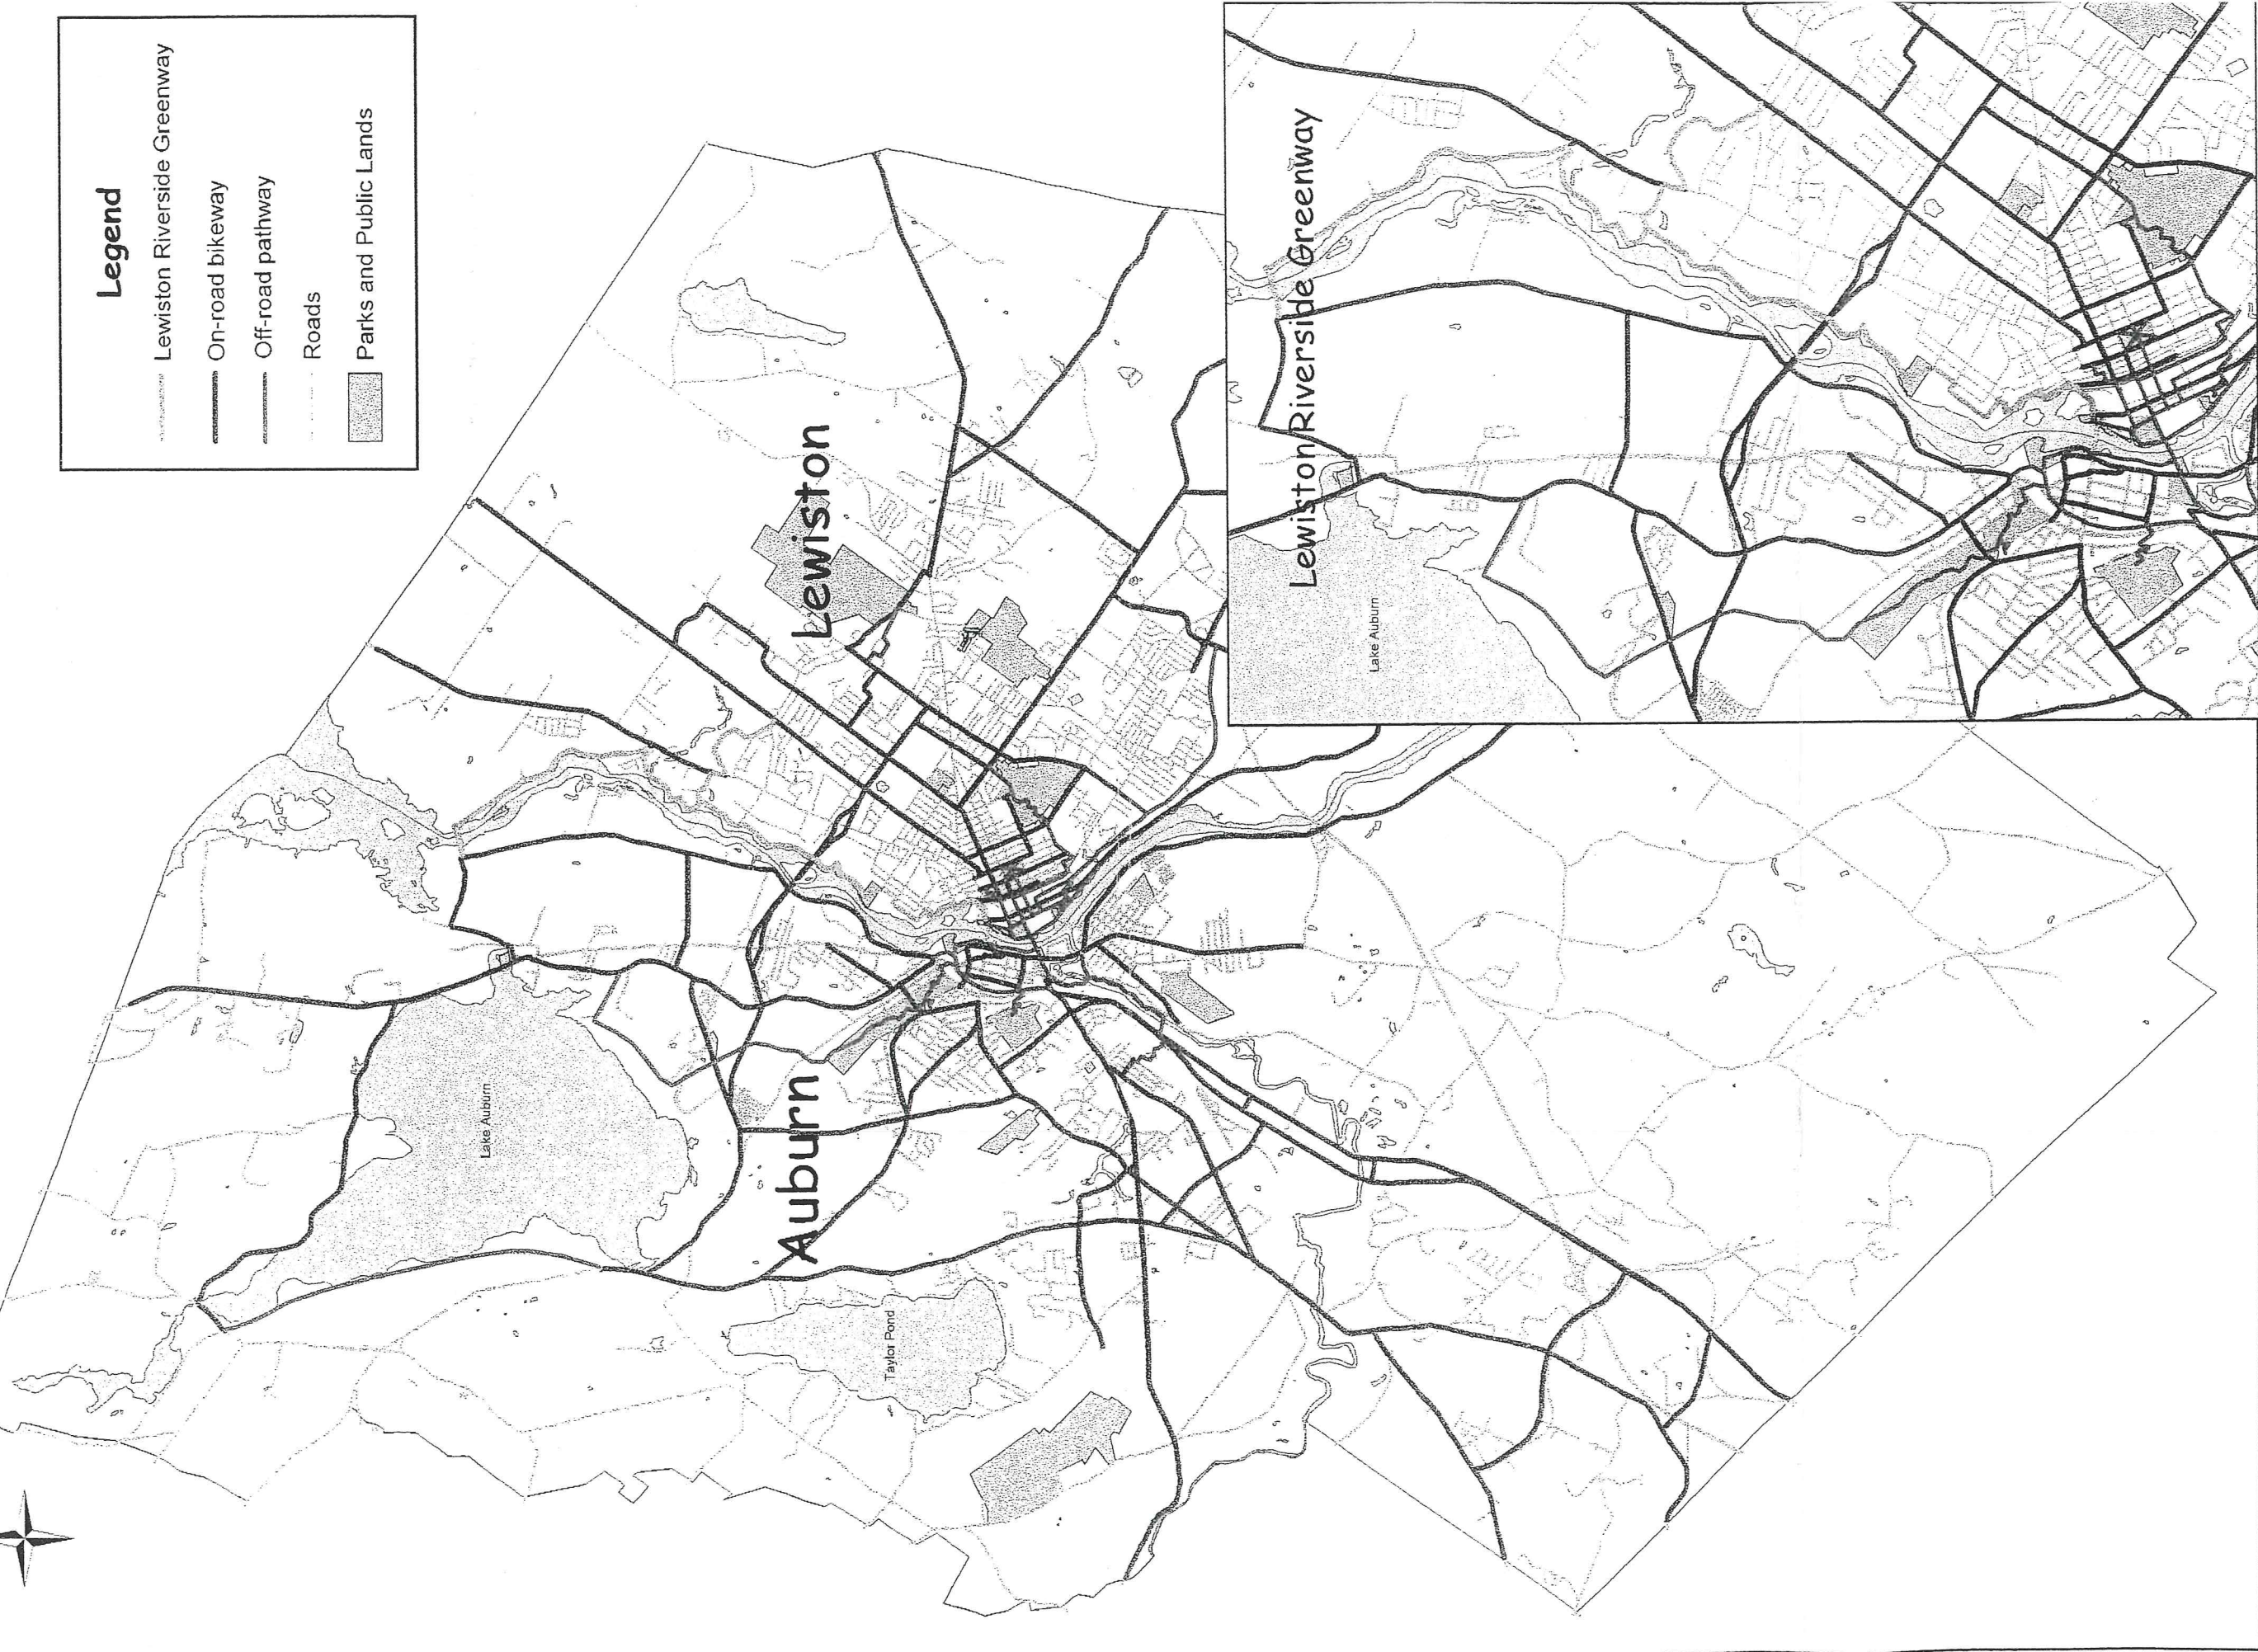 Legend
Lewiston Riverside Greenway
On-road bikeway
Off-road pathway
Roads
Parks and Public Lands
Lewiston
Auburn
Lake Auburn
Taylor Pond
Lewiston Riverside Greenway
Lake Auburn